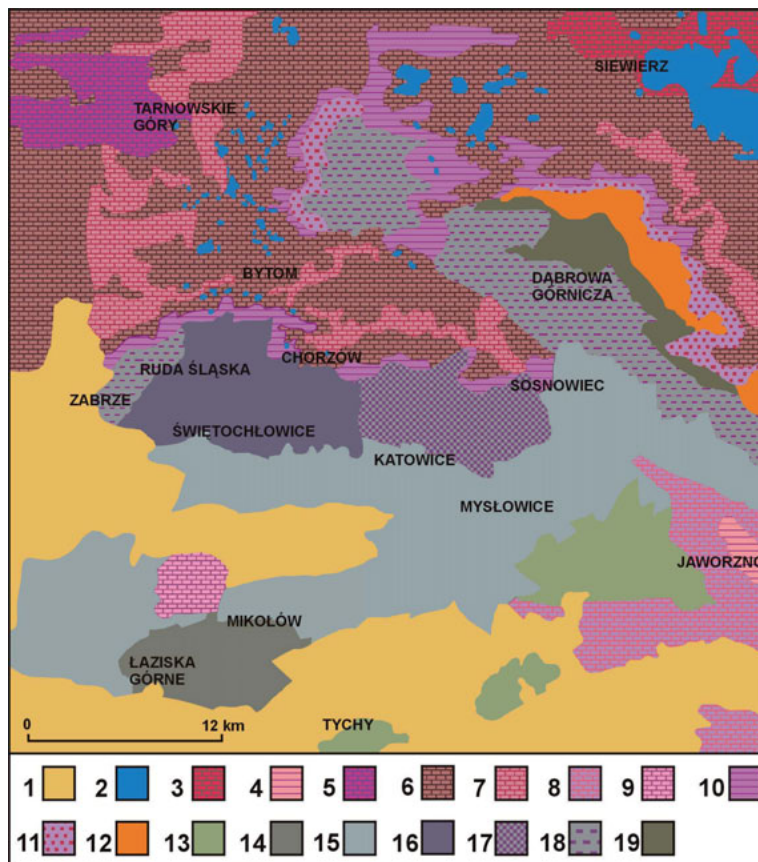 SIEWIERZ
TARNOWSKIE
GÓRY
BYTOM
DĄBROWA
GÓRNICZA
CHORZÓW
RUDA ŚLĄSKA
SOSNOWIEC
ZABRZE
ŚWIĘTOCHŁOWICE
KATOWICE
MYSŁOWICE
JAWORZNO
MIKOŁÓW
ŁAZISKA
GÓRNE
0 12 km
TYCHY
1 2 3 4 5 6 7 8 9 10
11 12 13 14 15 16 17 18 19